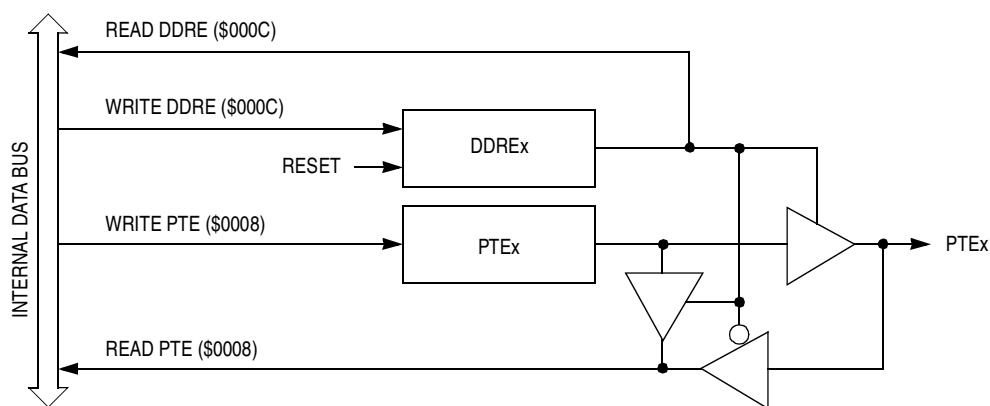 READ DDRE ($000C)
WRITE DDRE ($000C)
DDREx
RESET
INTERNAL DATA BUS
WRITE PTE ($0008)
PTEx
PTEx
READ PTE ($0008)